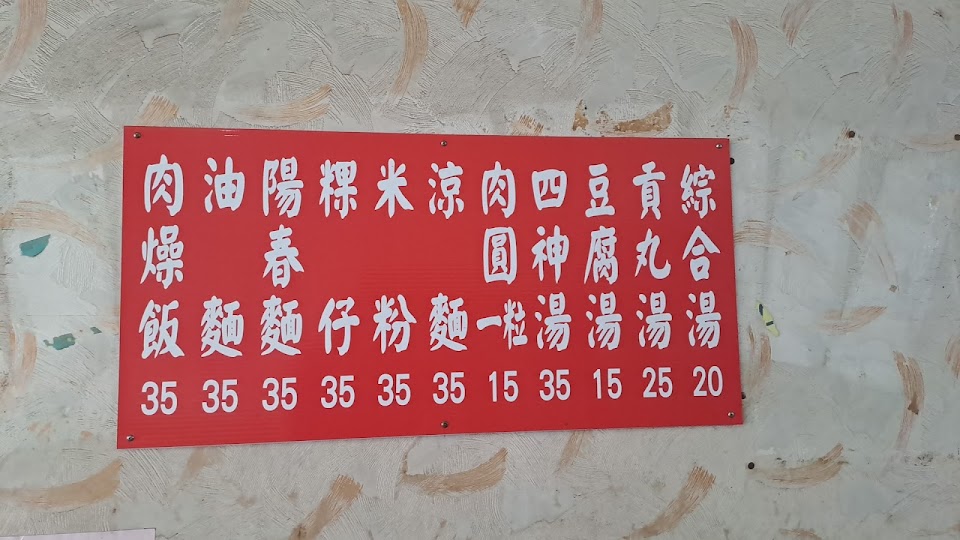 肉燥飯 35
油麵 35
陽春麵 35
粿仔 35
米粉 35
涼麵 35
肉圓一粒 15
四神湯 35
豆腐湯 15
貢丸湯 25
綜合湯 20